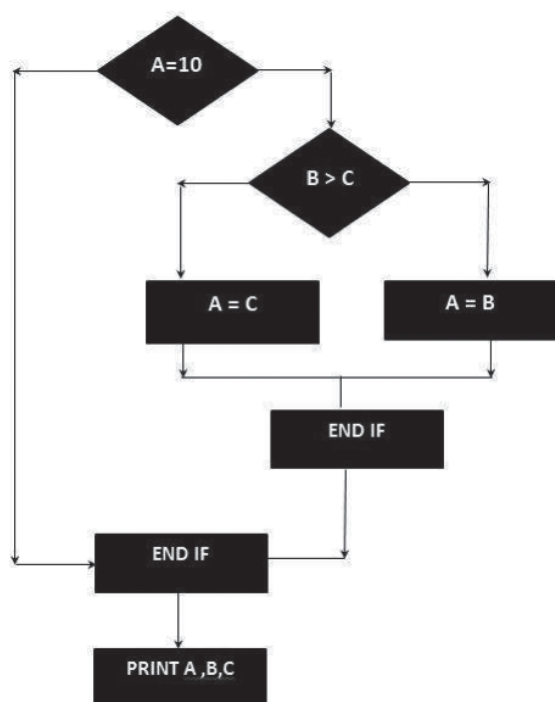 A=10
B > C
A = C
A = B
END IF
END IF
PRINT A ,B,C